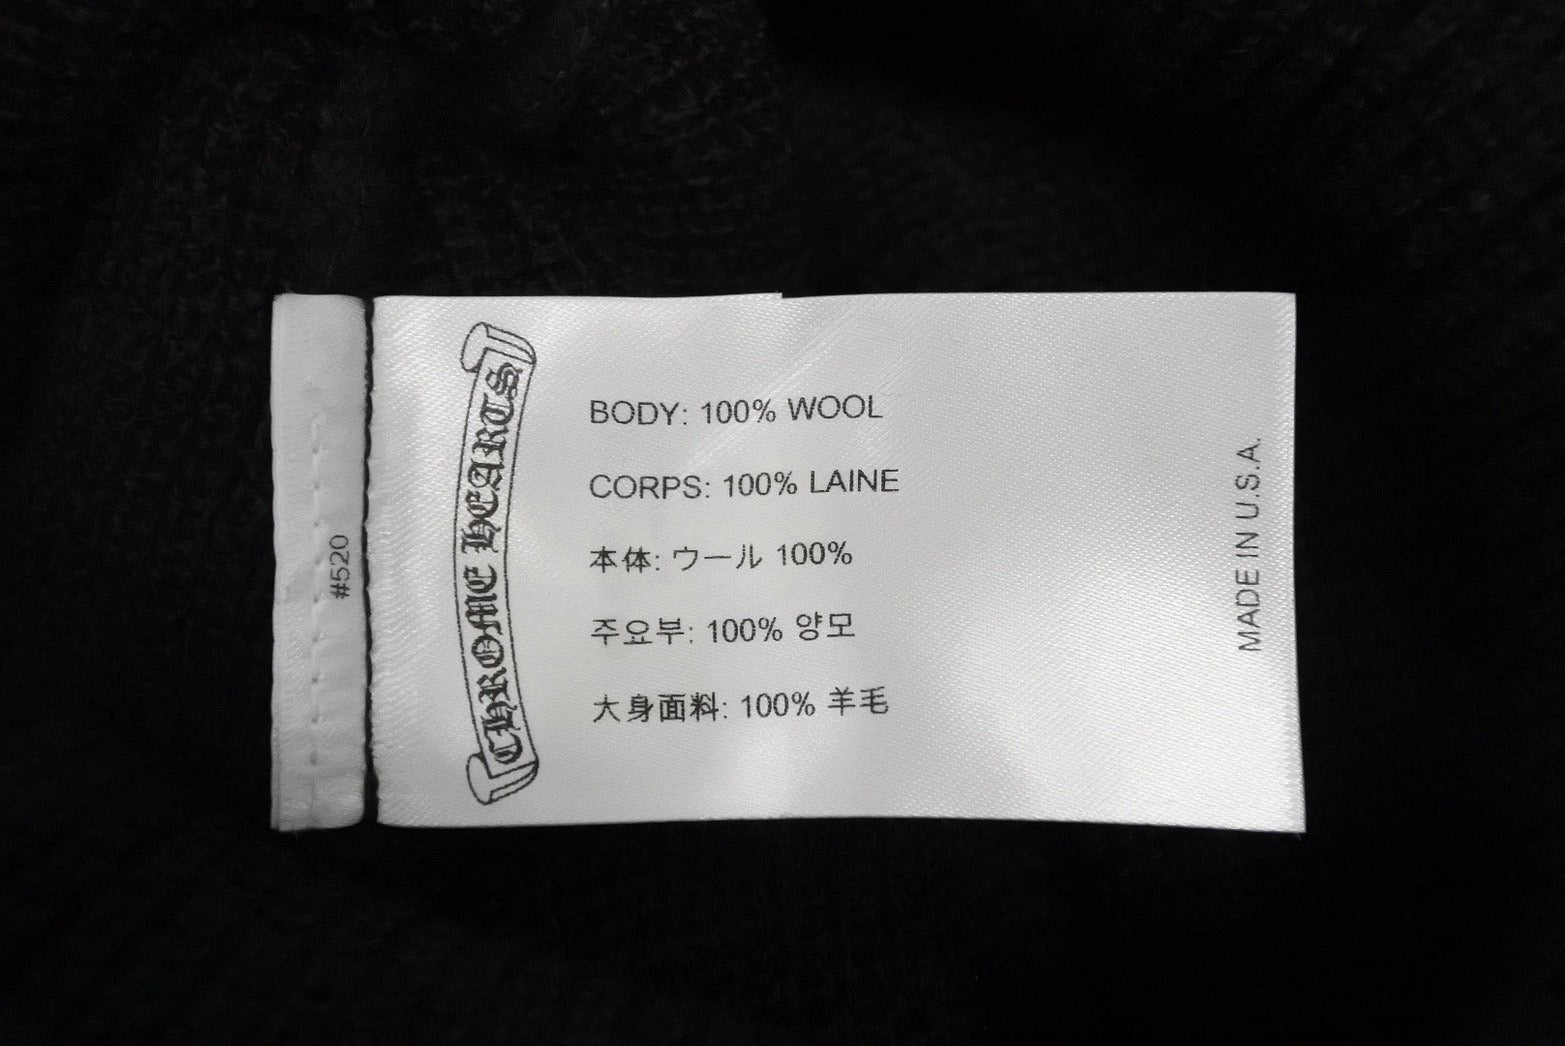 #520
CHROME HEARTS
BODY: 100% WOOL
CORPS: 100% LAINE
本体: ウール 100%
주요부: 100% 양모
大身面料: 100% 羊毛
MADE IN U.S.A.